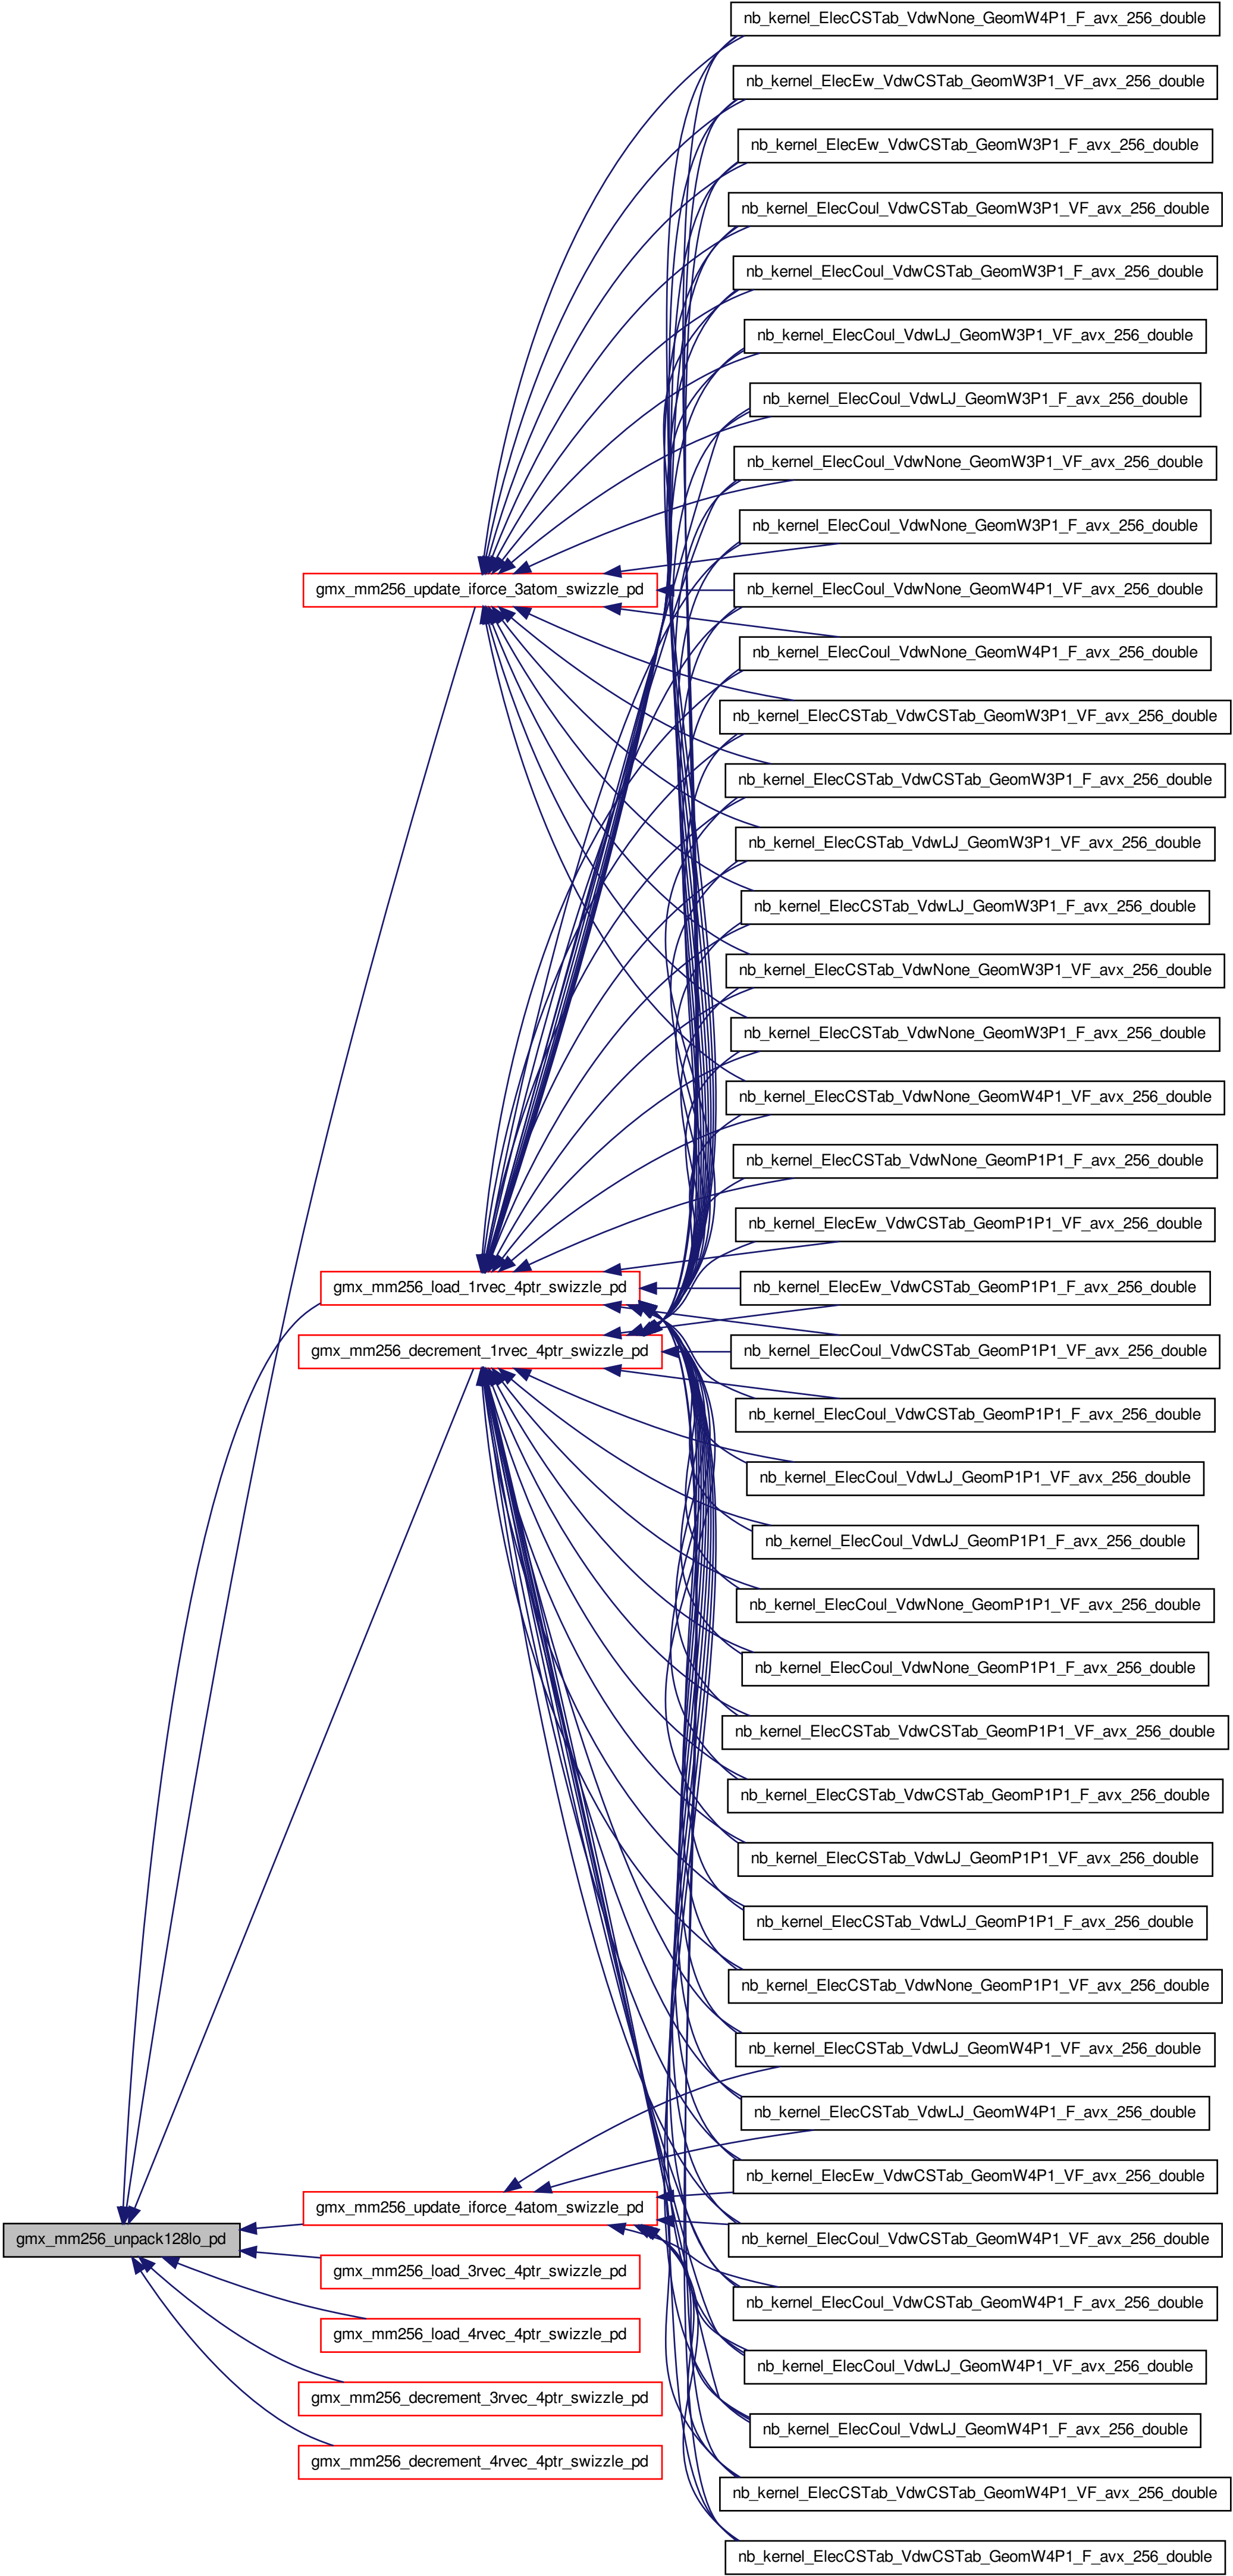 nb_kernel_ElecCSTab_VdwNone_GeomW4P1_F_avx_256_double
nb_kernel_ElecEw_VdwCSTab_GeomW3P1_VF_avx_256_double
nb_kernel_ElecEw_VdwCSTab_GeomW3P1_F_avx_256_double
nb_kernel_ElecCoul_VdwCSTab_GeomW3P1_VF_avx_256_double
nb_kernel_ElecCoul_VdwCSTab_GeomW3P1_F_avx_256_double
nb_kernel_ElecCoul_VdwLJ_GeomW3P1_VF_avx_256_double
nb_kernel_ElecCoul_VdwLJ_GeomW3P1_F_avx_256_double
nb_kernel_ElecCoul_VdwNone_GeomW3P1_VF_avx_256_double
nb_kernel_ElecCoul_VdwNone_GeomW3P1_F_avx_256_double
gmx_mm256_update_iforce_3atom_swizzle_pd
nb_kernel_ElecCoul_VdwNone_GeomW4P1_VF_avx_256_double
nb_kernel_ElecCoul_VdwNone_GeomW4P1_F_avx_256_double
nb_kernel_ElecCSTab_VdwCSTab_GeomW3P1_VF_avx_256_double
nb_kernel_ElecCSTab_VdwCSTab_GeomW3P1_F_avx_256_double
nb_kernel_ElecCSTab_VdwLJ_GeomW3P1_VF_avx_256_double
nb_kernel_ElecCSTab_VdwLJ_GeomW3P1_F_avx_256_double
nb_kernel_ElecCSTab_VdwNone_GeomW3P1_VF_avx_256_double
nb_kernel_ElecCSTab_VdwNone_GeomW3P1_F_avx_256_double
nb_kernel_ElecCSTab_VdwNone_GeomW4P1_VF_avx_256_double
nb_kernel_ElecCSTab_VdwNone_GeomP1P1_F_avx_256_double
nb_kernel_ElecEw_VdwCSTab_GeomP1P1_VF_avx_256_double
gmx_mm256_load_1rvec_4ptr_swizzle_pd
nb_kernel_ElecEw_VdwCSTab_GeomP1P1_F_avx_256_double
gmx_mm256_decrement_1rvec_4ptr_swizzle_pd
nb_kernel_ElecCoul_VdwCSTab_GeomP1P1_VF_avx_256_double
nb_kernel_ElecCoul_VdwCSTab_GeomP1P1_F_avx_256_double
nb_kernel_ElecCoul_VdwLJ_GeomP1P1_VF_avx_256_double
nb_kernel_ElecCoul_VdwLJ_GeomP1P1_F_avx_256_double
nb_kernel_ElecCoul_VdwNone_GeomP1P1_VF_avx_256_double
nb_kernel_ElecCoul_VdwNone_GeomP1P1_F_avx_256_double
nb_kernel_ElecCSTab_VdwCSTab_GeomP1P1_VF_avx_256_double
nb_kernel_ElecCSTab_VdwCSTab_GeomP1P1_F_avx_256_double
nb_kernel_ElecCSTab_VdwLJ_GeomP1P1_VF_avx_256_double
nb_kernel_ElecCSTab_VdwLJ_GeomP1P1_F_avx_256_double
nb_kernel_ElecCSTab_VdwNone_GeomP1P1_VF_avx_256_double
nb_kernel_ElecCSTab_VdwLJ_GeomW4P1_VF_avx_256_double
nb_kernel_ElecCSTab_VdwLJ_GeomW4P1_F_avx_256_double
nb_kernel_ElecEw_VdwCSTab_GeomW4P1_VF_avx_256_double
gmx_mm256_update_iforce_4atom_swizzle_pd
gmx_mm256_unpack128lo_pd
nb_kernel_ElecCoul_VdwCSTab_GeomW4P1_VF_avx_256_double
gmx_mm256_load_3rvec_4ptr_swizzle_pd
nb_kernel_ElecCoul_VdwCSTab_GeomW4P1_F_avx_256_double
gmx_mm256_load_4rvec_4ptr_swizzle_pd
nb_kernel_ElecCoul_VdwLJ_GeomW4P1_VF_avx_256_double
gmx_mm256_decrement_3rvec_4ptr_swizzle_pd
nb_kernel_ElecCoul_VdwLJ_GeomW4P1_F_avx_256_double
gmx_mm256_decrement_4rvec_4ptr_swizzle_pd
nb_kernel_ElecCSTab_VdwCSTab_GeomW4P1_VF_avx_256_double
nb_kernel_ElecCSTab_VdwCSTab_GeomW4P1_F_avx_256_double